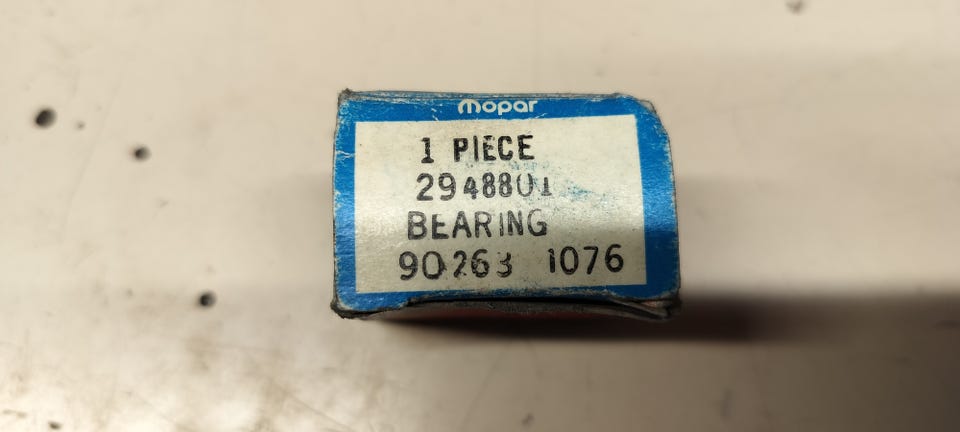 mopar
1 PIECE
2948801
BEARING
90263 1076